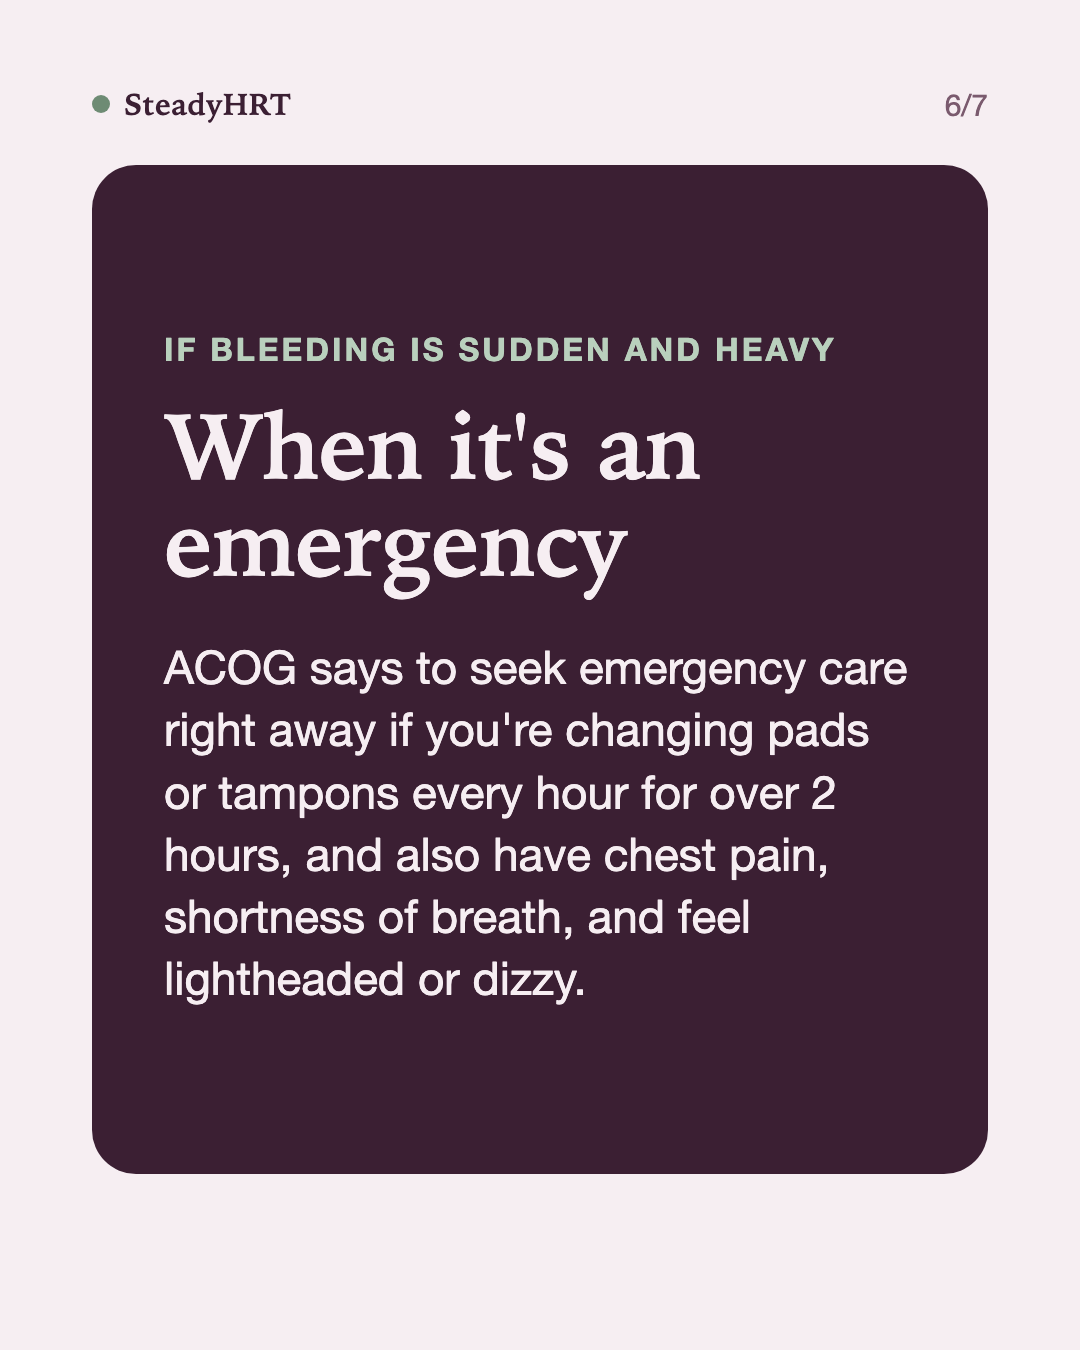 SteadyHRT
6/7
IF BLEEDING IS SUDDEN AND HEAVY
When it's an
emergency
ACOG says to seek emergency care
right away if you're changing pads
or tampons every hour for over 2
hours, and also have chest pain,
shortness of breath, and feel
lightheaded or dizzy.